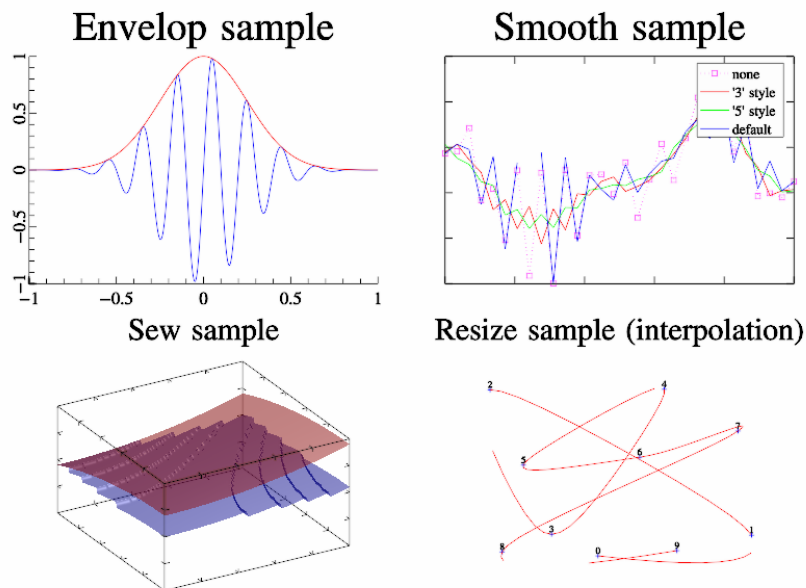 Envelop sample
Smooth sample
1
0.5
0
−0.5
−1
−1
−0.5
0
0.5
1
none
'3' style
'5' style
default
Sew sample
Resize sample (interpolation)
2
4
7
5
6
3
1
8
0
9